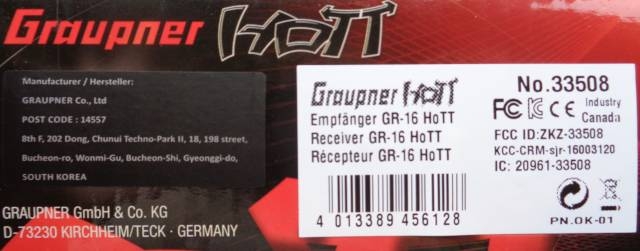 Graupner HoTT
Manufacturer / Hersteller:
GRAUPNER Co., Ltd
POST CODE : 14557
8th F, 202 Dong, Chunui Techno-Park II, 18, 198 street,
Bucheon-ro, Wonmi-Gu, Bucheon-Shi, Gyeonggi-do,
SOUTH KOREA
GRAUPNER GmbH & Co. KG
D-73230 KIRCHHEIM/TECK · GERMANY
Graupner HoTT
Empfänger GR-16 HoTT
Receiver GR-16 HoTT
Récepteur GR-16 HoTT
4 013389 456128
No.33508
FC CE Industry
Canada
FCC ID:ZKZ-33508
KCC-CRM-sjr-16003120
IC: 20961-33508
PN.OK-01